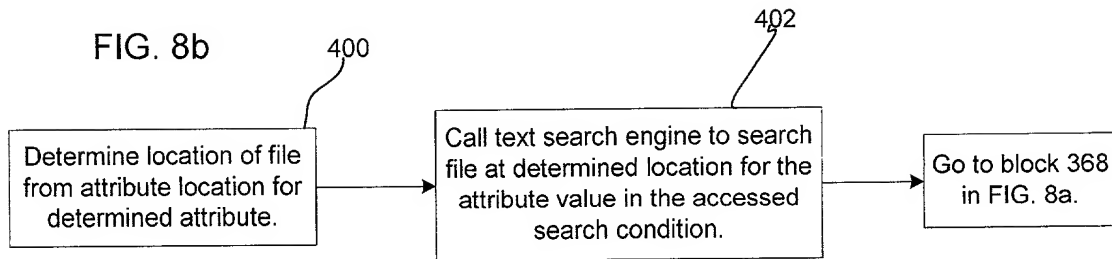 FIG. 8b
400
402
Determine location of file
from attribute location for
determined attribute.
Call text search engine to search
file at determined location for the
attribute value in the accessed
search condition.
Go to block 368
in FIG. 8a.